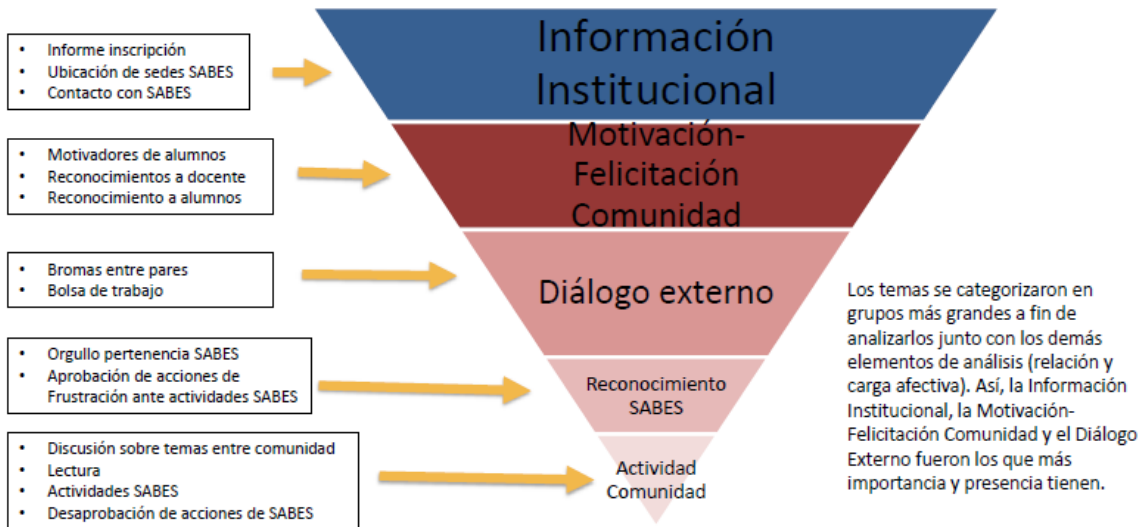 Información
Institucional
• Informe inscripción
• Ubicación de sedes SABES
• Contacto con SABES
Motivación-
Felicitación
Comunidad
• Motivadores de alumnos
• Reconocimientos a docente
• Reconocimiento a alumnos
Diálogo externo
• Bromas entre pares
• Bolsa de trabajo
Reconocimiento
SABES
• Orgullo pertenencia SABES
• Aprobación de acciones de
Frustración ante actividades SABES
Actividad
Comunidad
• Discusión sobre temas entre comunidad
• Lectura
• Actividades SABES
• Desaprobación de acciones de SABES
Los temas se categorizaron en
grupos más grandes a fin de
analizarlos junto con los demás
elementos de análisis (relación y
carga afectiva). Así, la Información
Institucional, la Motivación-
Felicitación Comunidad y el Diálogo
Externo fueron los que más
importancia y presencia tienen.